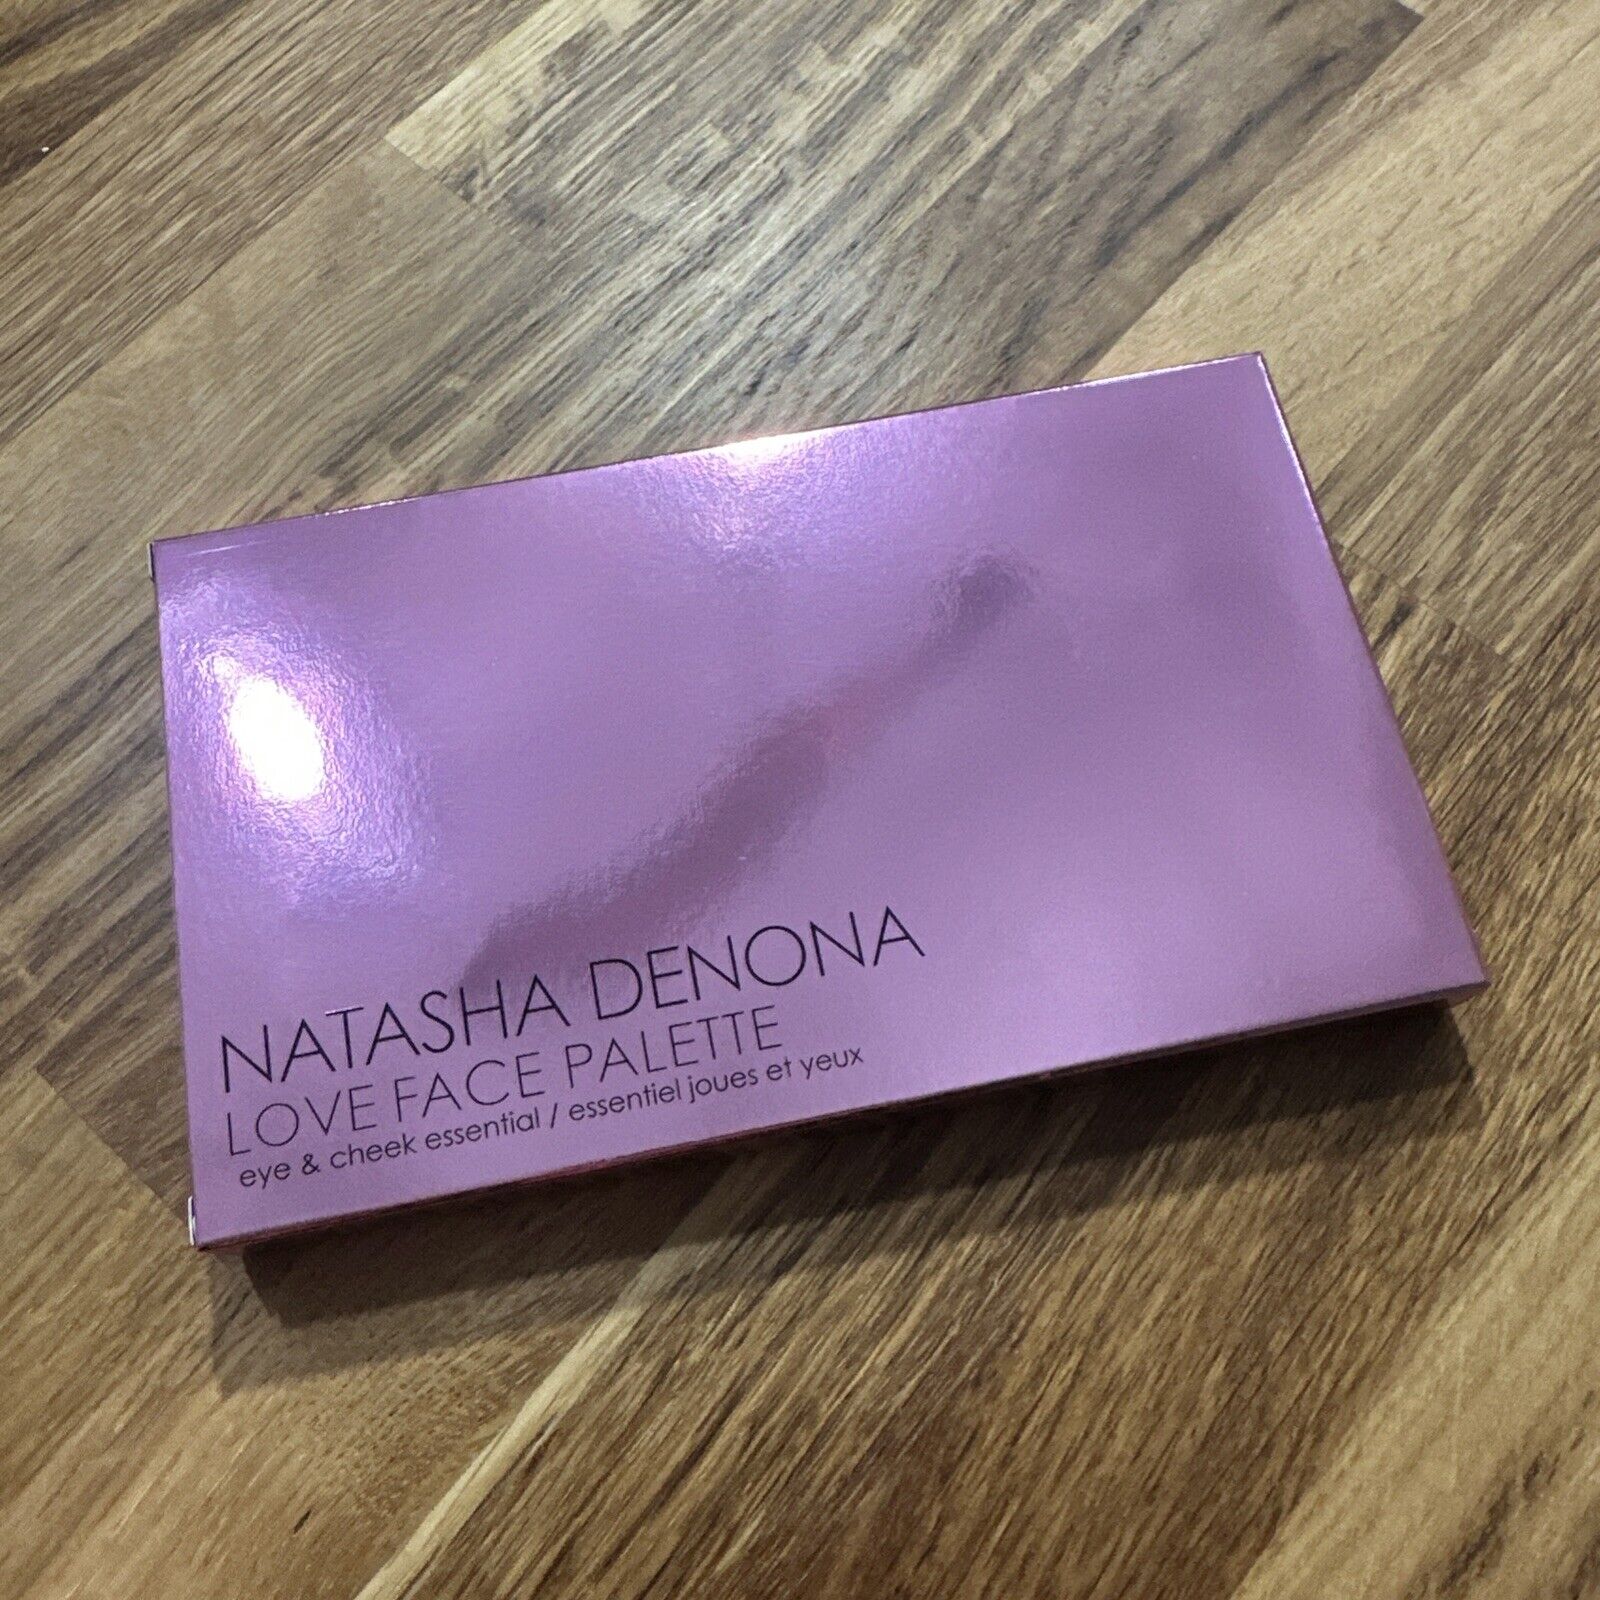 NATASHA DENONA
LOVE FACE PALETTE
eye & cheek essential / essentiel joues et yeux